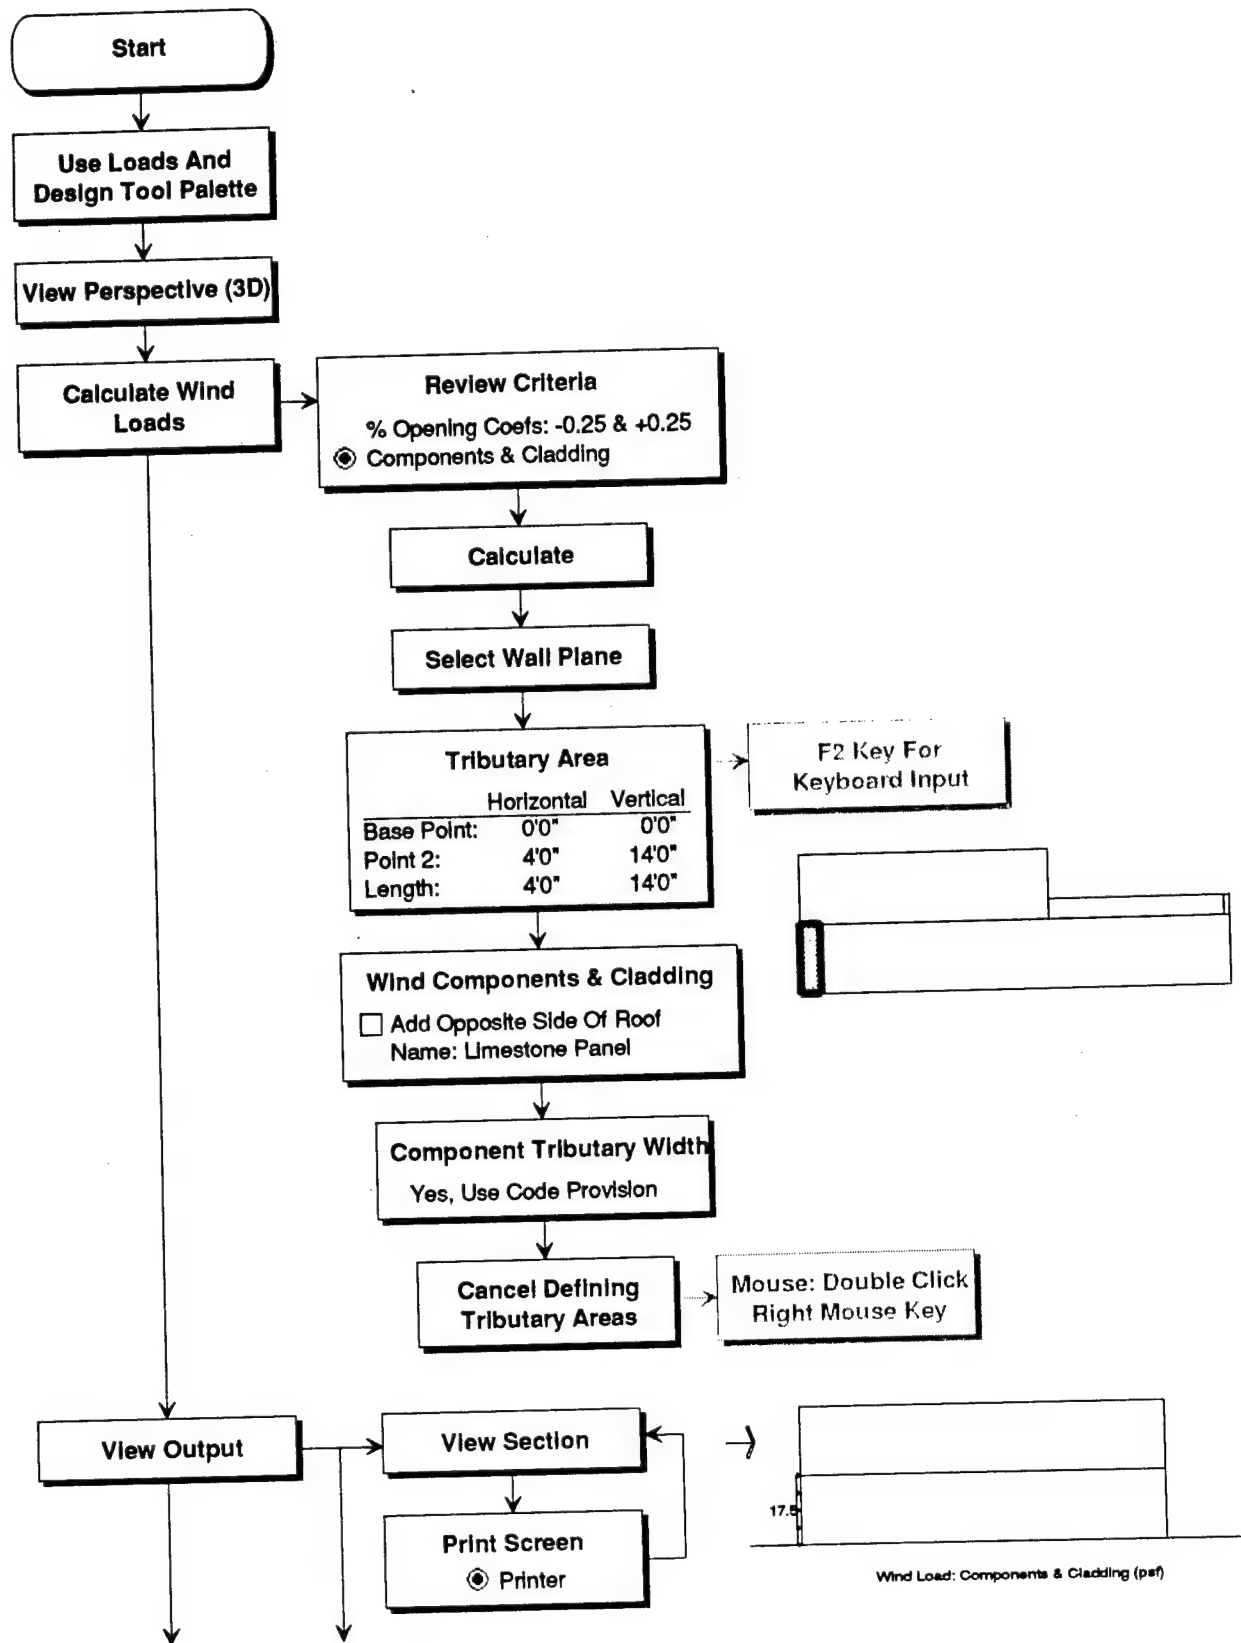 Start
Use Loads And
Design Tool Palette
View Perspective (3D)
Calculate Wind
Loads
Review Criteria
% Opening Coefs: -0.25 & +0.25
Components & Cladding
Calculate
Select Wall Plane
Tributary Area
Horizontal Vertical
Base Point: 0'0" 0'0"
Point 2: 4'0" 14'0"
Length: 4'0" 14'0"
F2 Key For
Keyboard Input
Wind Components & Cladding
Add Opposite Side Of Roof
Name: Limestone Panel
Component Tributary Width
Yes, Use Code Provision
Cancel Defining
Tributary Areas
Mouse: Double Click
Right Mouse Key
View Output
View Section
Print Screen
Printer
17.5
Wind Load: Components & Cladding (psf)